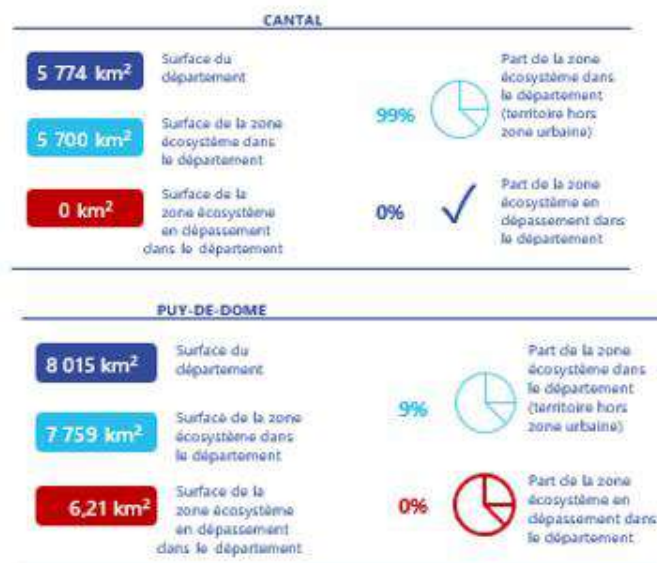 CANTAL
5 774 km²
Surface du
département
5 700 km²
Surface de la zone
écosystème dans
le département
0 km²
Surface de la
zone écosystème
en dépassement
dans le département
99%
Part de la zone
écosystème dans
le département
(territoire hors
zone urbaine)
0%
Part de la zone
écosystème en
dépassement dans
le département
PUY-DE-DOME
8 015 km²
Surface du
département
7 759 km²
Surface de la zone
écosystème dans
le département
6,21 km²
Surface de la
zone écosystème
en dépassement
dans le département
9%
Part de la zone
écosystème dans
le département
(territoire hors
zone urbaine)
0%
Part de la zone
écosystème en
dépassement dans
le département